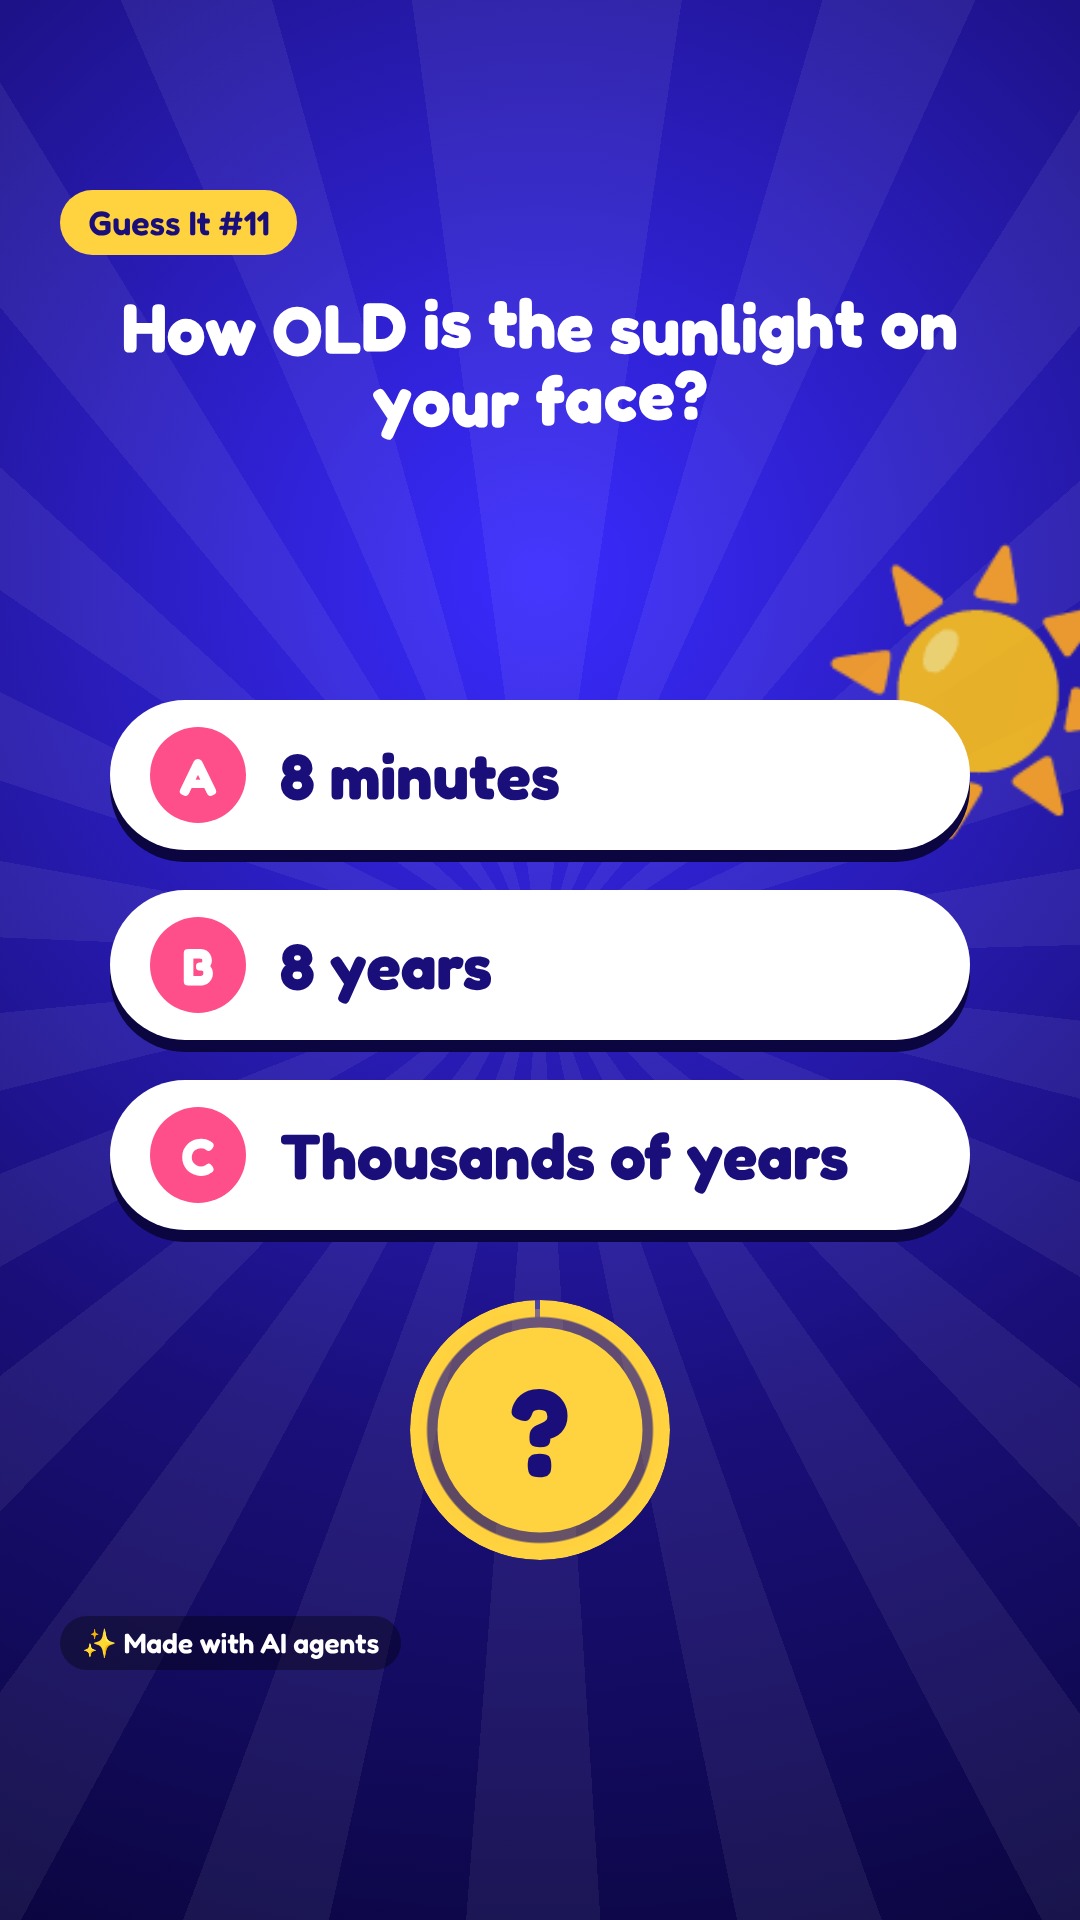 Guess It #11
How OLD is the sunlight on
your face?
A 8 minutes
B 8 years
C Thousands of years
?
✨ Made with AI agents